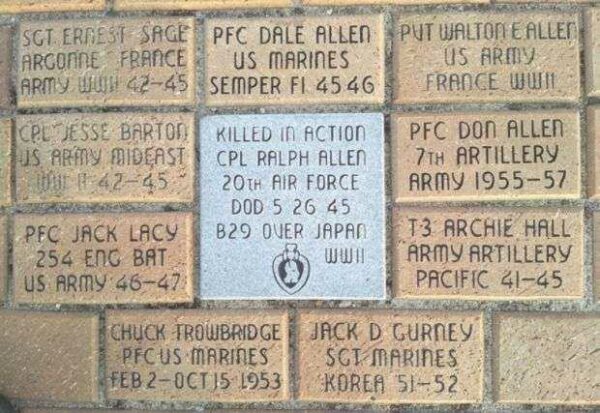 SGT ERNEST SAGE
ARGONNE FRANCE
ARMY WWII 42-45
PFC DALE ALLEN
US MARINES
SEMPER FI 45 46
PVT WALTON E ALLEN
US ARMY
FRANCE WWII
CPL JESSE BARTON
US ARMY MIDEAST
WW II 42-45
KILLED IN ACTION
CPL RALPH ALLEN
20TH AIR FORCE
DOD 5 26 45
B29 OVER JAPAN
WWII
PFC DON ALLEN
7TH ARTILLERY
ARMY 1955-57
PFC JACK LACY
254 ENG BAT
US ARMY 46-47
T3 ARCHIE HALL
ARMY ARTILLERY
PACIFIC 41-45
CHUCK TROWBRIDGE
PFC US MARINES
FEB 2-OCT 15 1953
JACK D GURNEY
SGT MARINES
KOREA 51-52